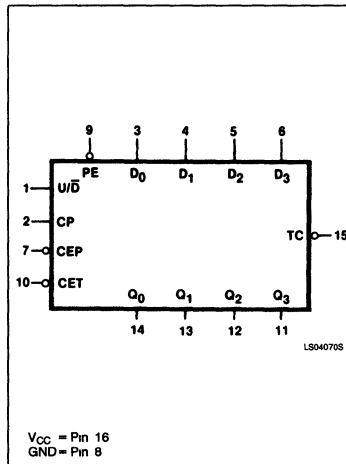 9 3 4 5 6
PE D0 D1 D2 D3
1 U/D̅
2 CP
7 CEP
TC 15
10 CET
Q0 Q1 Q2 Q3
14 13 12 11
LS04070S
VCC = Pin 16
GND = Pin 8